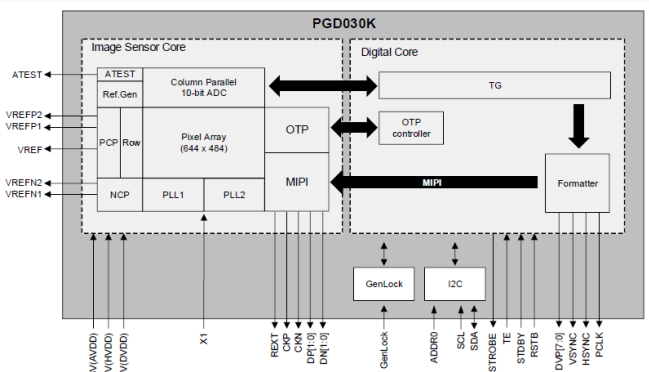 PGD030K
Image Sensor Core
Digital Core
ATEST
ATEST
Ref.Gen
Column Parallel
10-bit ADC
TG
VREFP2
VREFP1
VREF
PCP
Row
Pixel Array
(644 x 484)
OTP
OTP
controller
MIPI
MIPI
Formatter
VREFN2
VREFN1
NCP
PLL1
PLL2
GenLock
I2C
V(AVDD)
V(HVDD)
V(DVDD)
X1
REXT
CKP
CKN
DP[1:0]
DN[1:0]
GenLock
ADDR0
SCL
SDA
STROBE
TE
STDBY
RSTB
DVP[7:0]
VSYNC
HSYNC
PCLK